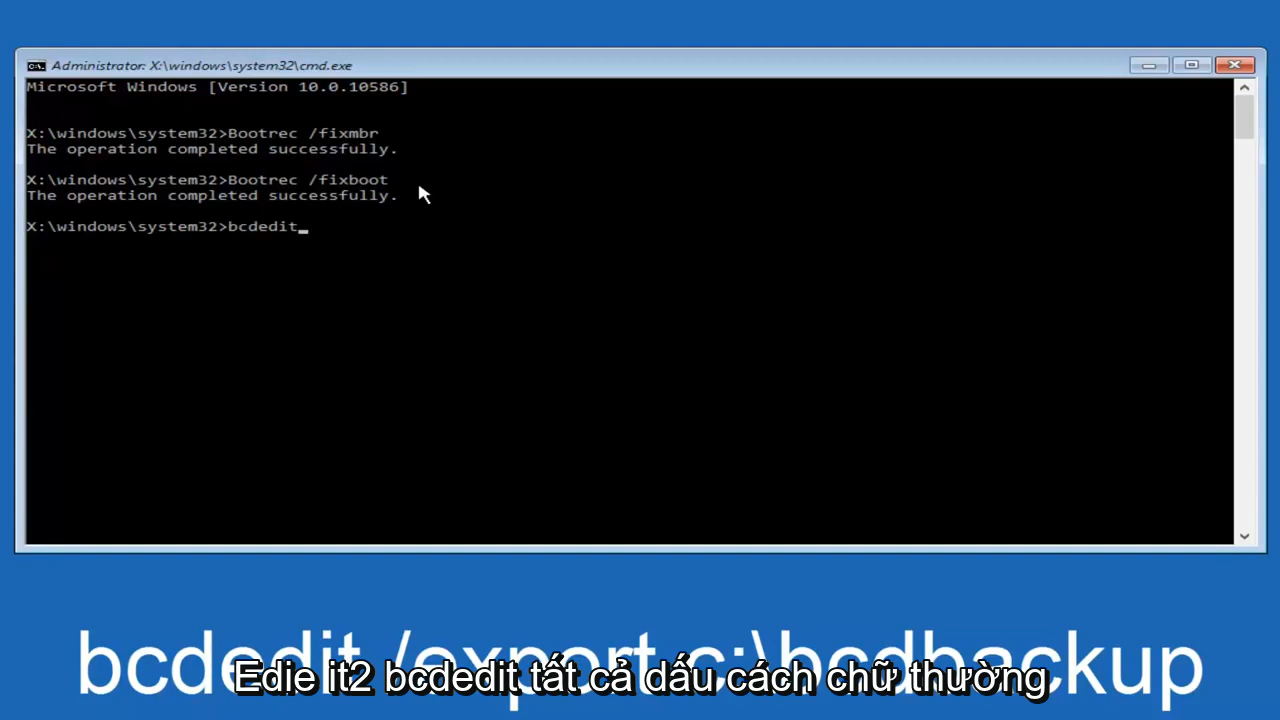 Administrator: X:\windows\system32\cmd.exe
Microsoft Windows [Version 10.0.10586]
X:\windows\system32>Bootrec /fixmbr
The operation completed successfully.
X:\windows\system32>Bootrec /fixboot
The operation completed successfully.
X:\windows\system32>bcdedit_
bcdedit /export c:\bcdbackup
Edie it2 bcdedit tất cả dấu cách chữ thường